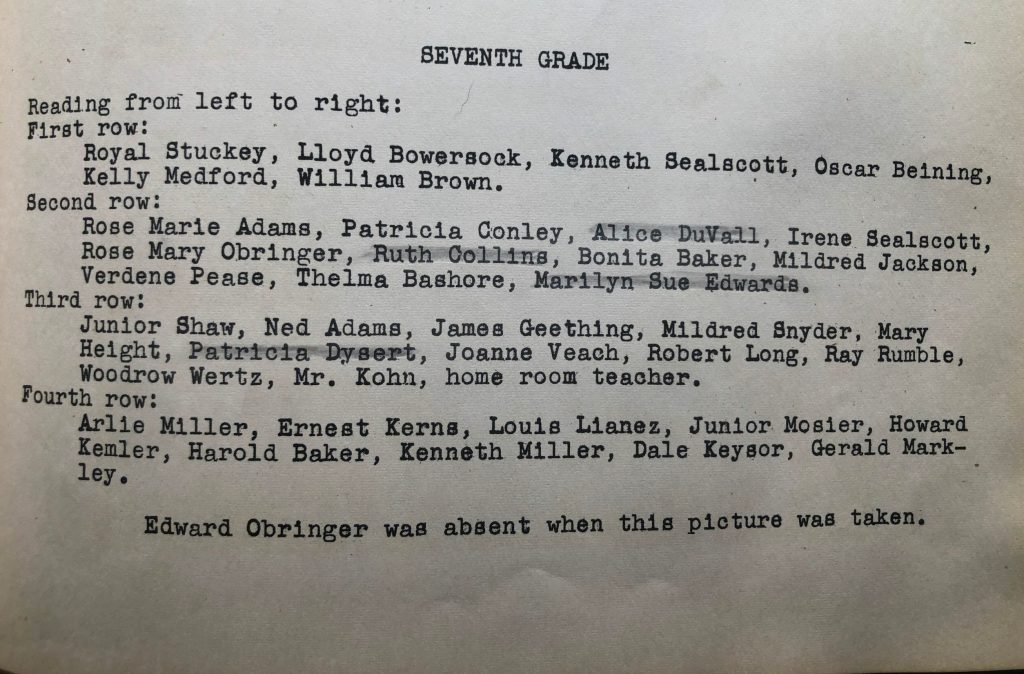 SEVENTH GRADE
Reading from left to right:
First row:
Royal Stuckey, Lloyd Bowersock, Kenneth Sealscott, Oscar Beining,
Kelly Medford, William Brown.
Second row:
Rose Marie Adams, Patricia Conley, Alice DuVall, Irene Sealscott,
Rose Mary Obringer, Ruth Collins, Bonita Baker, Mildred Jackson,
Verdene Pease, Thelma Bashore, Marilyn Sue Edwards.
Third row:
Junior Shaw, Ned Adams, James Geething, Mildred Snyder, Mary
Height, Patricia Dysert, Joanne Veach, Robert Long, Ray Rumble,
Woodrow Wertz, Mr. Kohn, home room teacher.
Fourth row:
Arlie Miller, Ernest Kerns, Louis Lianez, Junior Mosier, Howard
Kemler, Harold Baker, Kenneth Miller, Dale Keysor, Gerald Mark-
ley.
Edward Obringer was absent when this picture was taken.